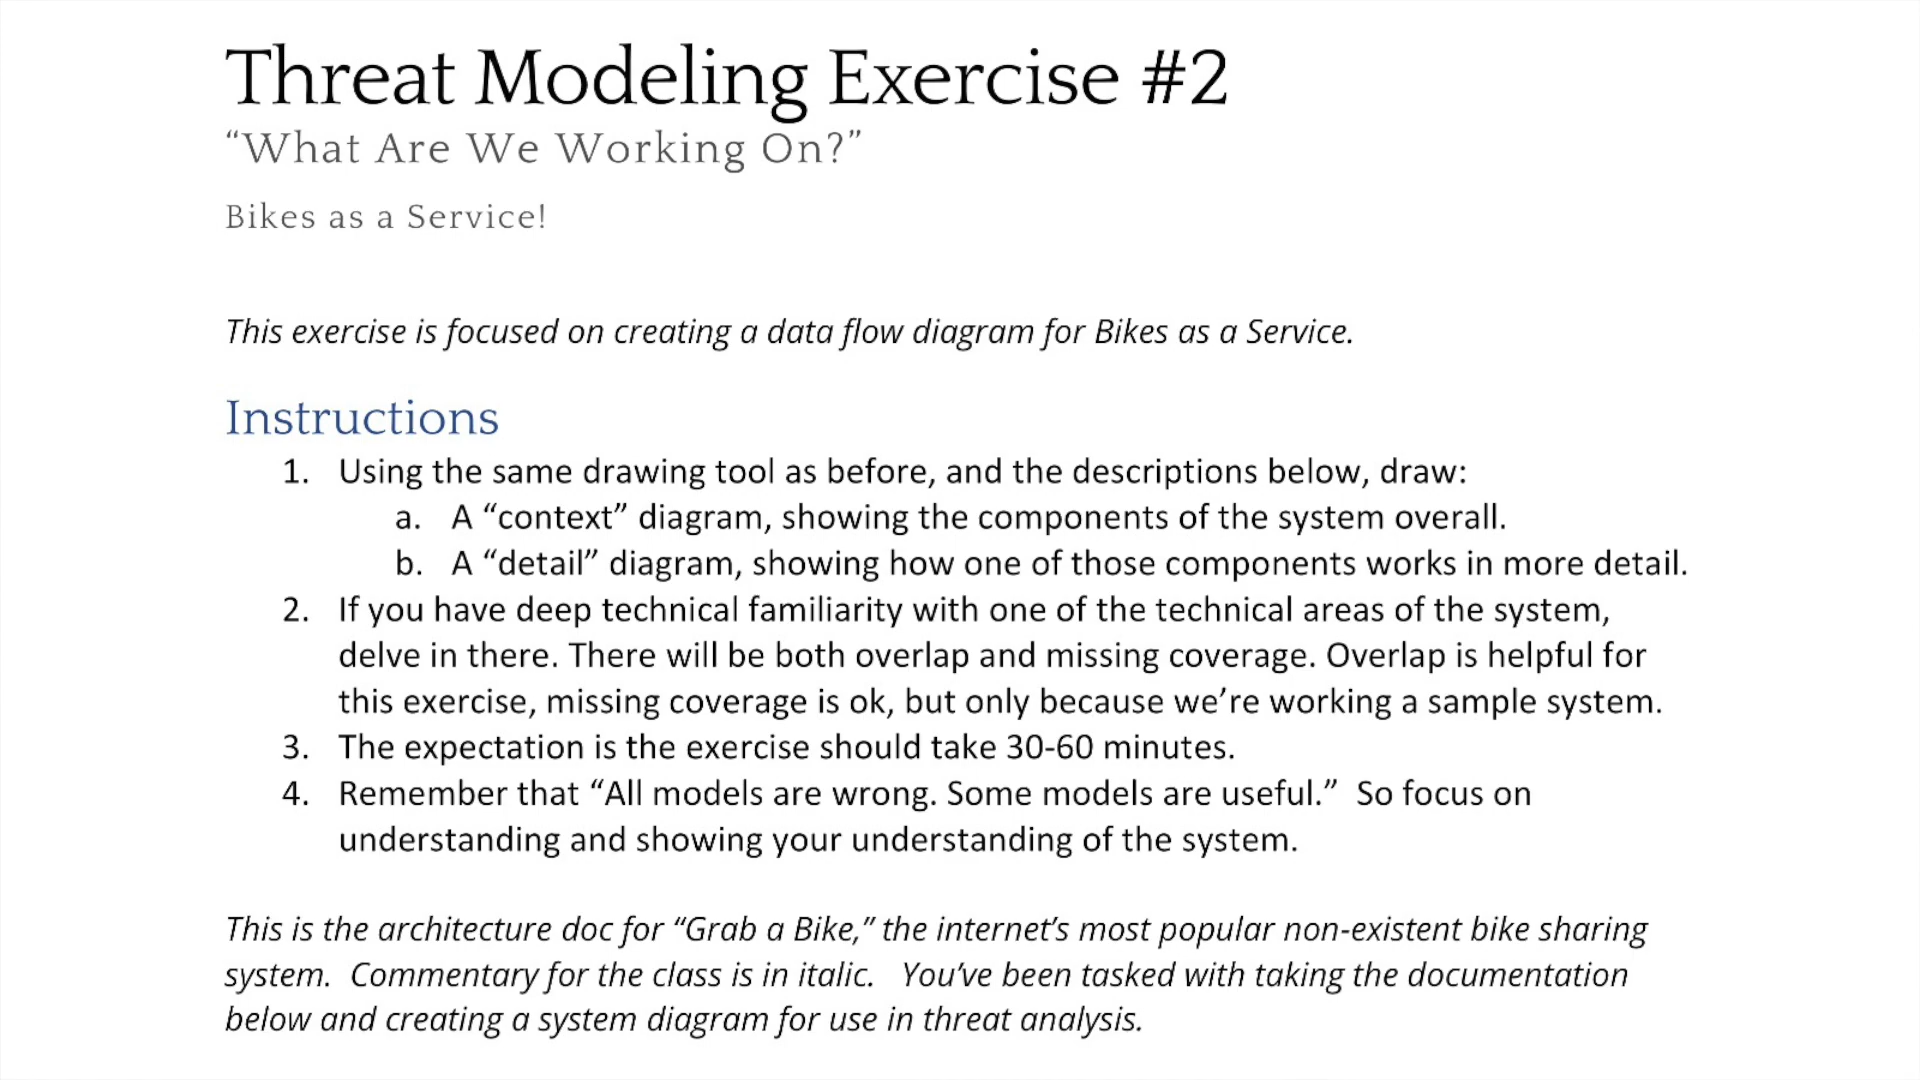 Threat Modeling Exercise #2
“What Are We Working On?”
Bikes as a Service!
This exercise is focused on creating a data flow diagram for Bikes as a Service.
Instructions
1. Using the same drawing tool as before, and the descriptions below, draw:
a. A “context” diagram, showing the components of the system overall.
b. A “detail” diagram, showing how one of those components works in more detail.
2. If you have deep technical familiarity with one of the technical areas of the system,
delve in there. There will be both overlap and missing coverage. Overlap is helpful for
this exercise, missing coverage is ok, but only because we’re working a sample system.
3. The expectation is the exercise should take 30-60 minutes.
4. Remember that “All models are wrong. Some models are useful.”  So focus on
understanding and showing your understanding of the system.
This is the architecture doc for “Grab a Bike,” the internet’s most popular non-existent bike sharing
system.  Commentary for the class is in italic.   You’ve been tasked with taking the documentation
below and creating a system diagram for use in threat analysis.